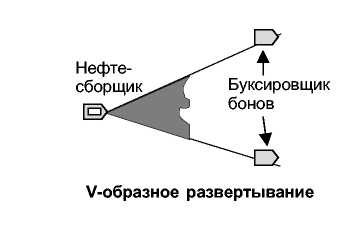 Нефте-
сборщик
Буксировщик
бонов
V-образное развертывание